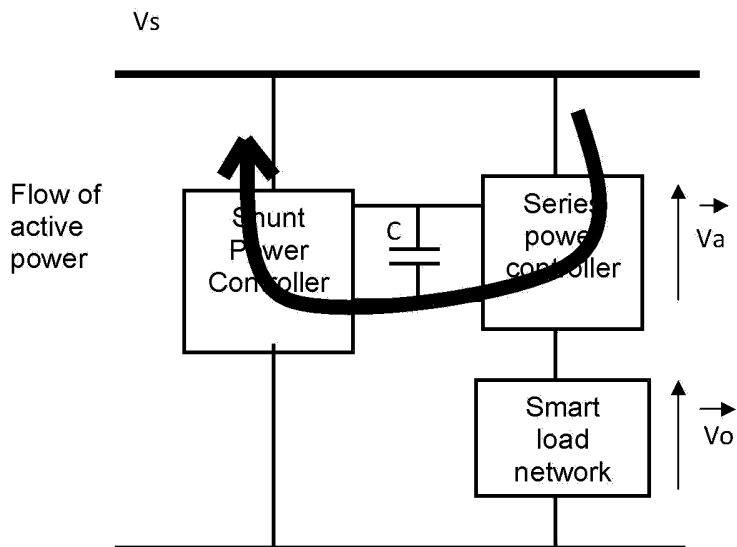 Vs
Flow of
active
power
Shunt
Power
Controller
C
Series
power
controller
Va
Smart
load
network
Vo